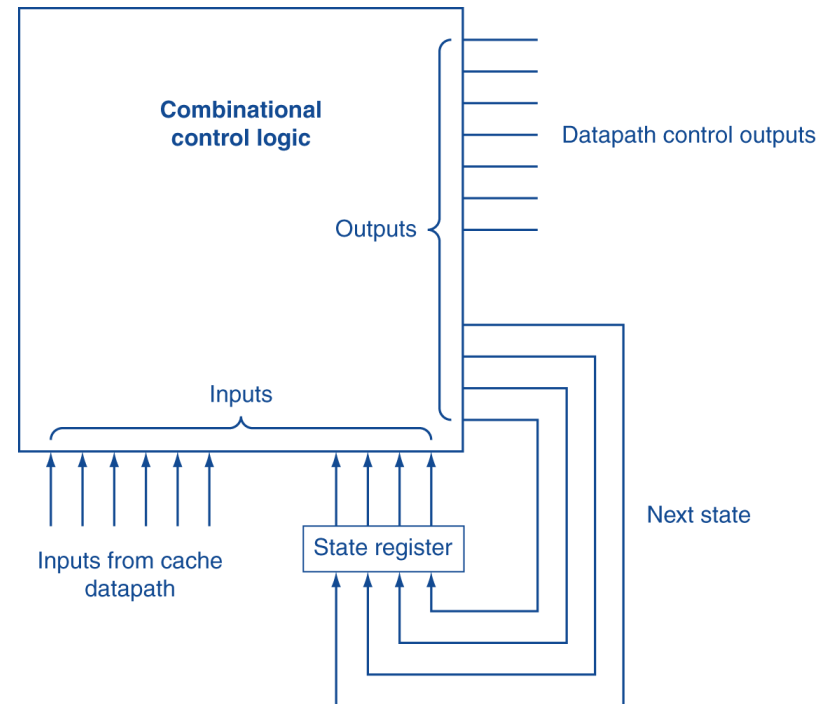 Combinational
control logic
Datapath control outputs
Outputs
Inputs
Next state
State register
Inputs from cache
datapath